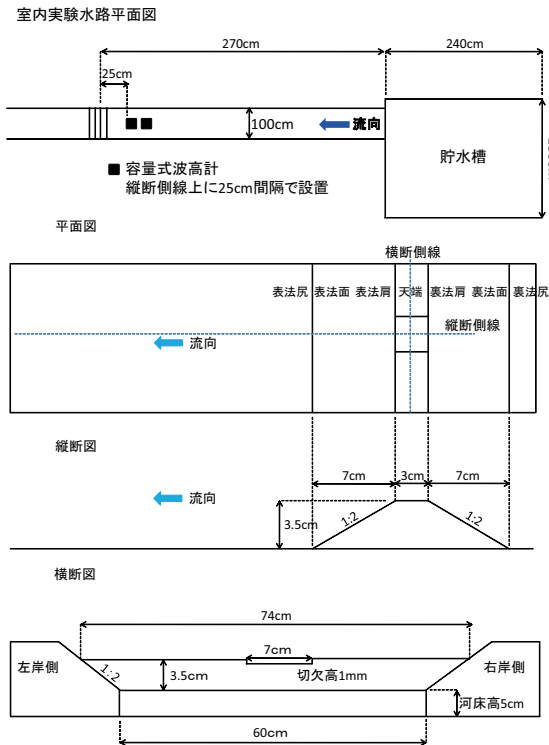 室内実験水路平面図
270cm
240cm
25cm
100cm
流向
貯水槽
■ 容量式波高計
縦断側線上に25cm間隔で設置
平面図
横断側線
表法尻 表法面 表法肩 天端 裏法肩 裏法面 裏法尻
縦断側線
流向
縦断図
7cm 3cm 7cm
流向
3.5cm
1:2
1:2
横断図
74cm
左岸側
1:2
3.5cm
7cm
切欠高1mm
右岸側
河床高5cm
60cm